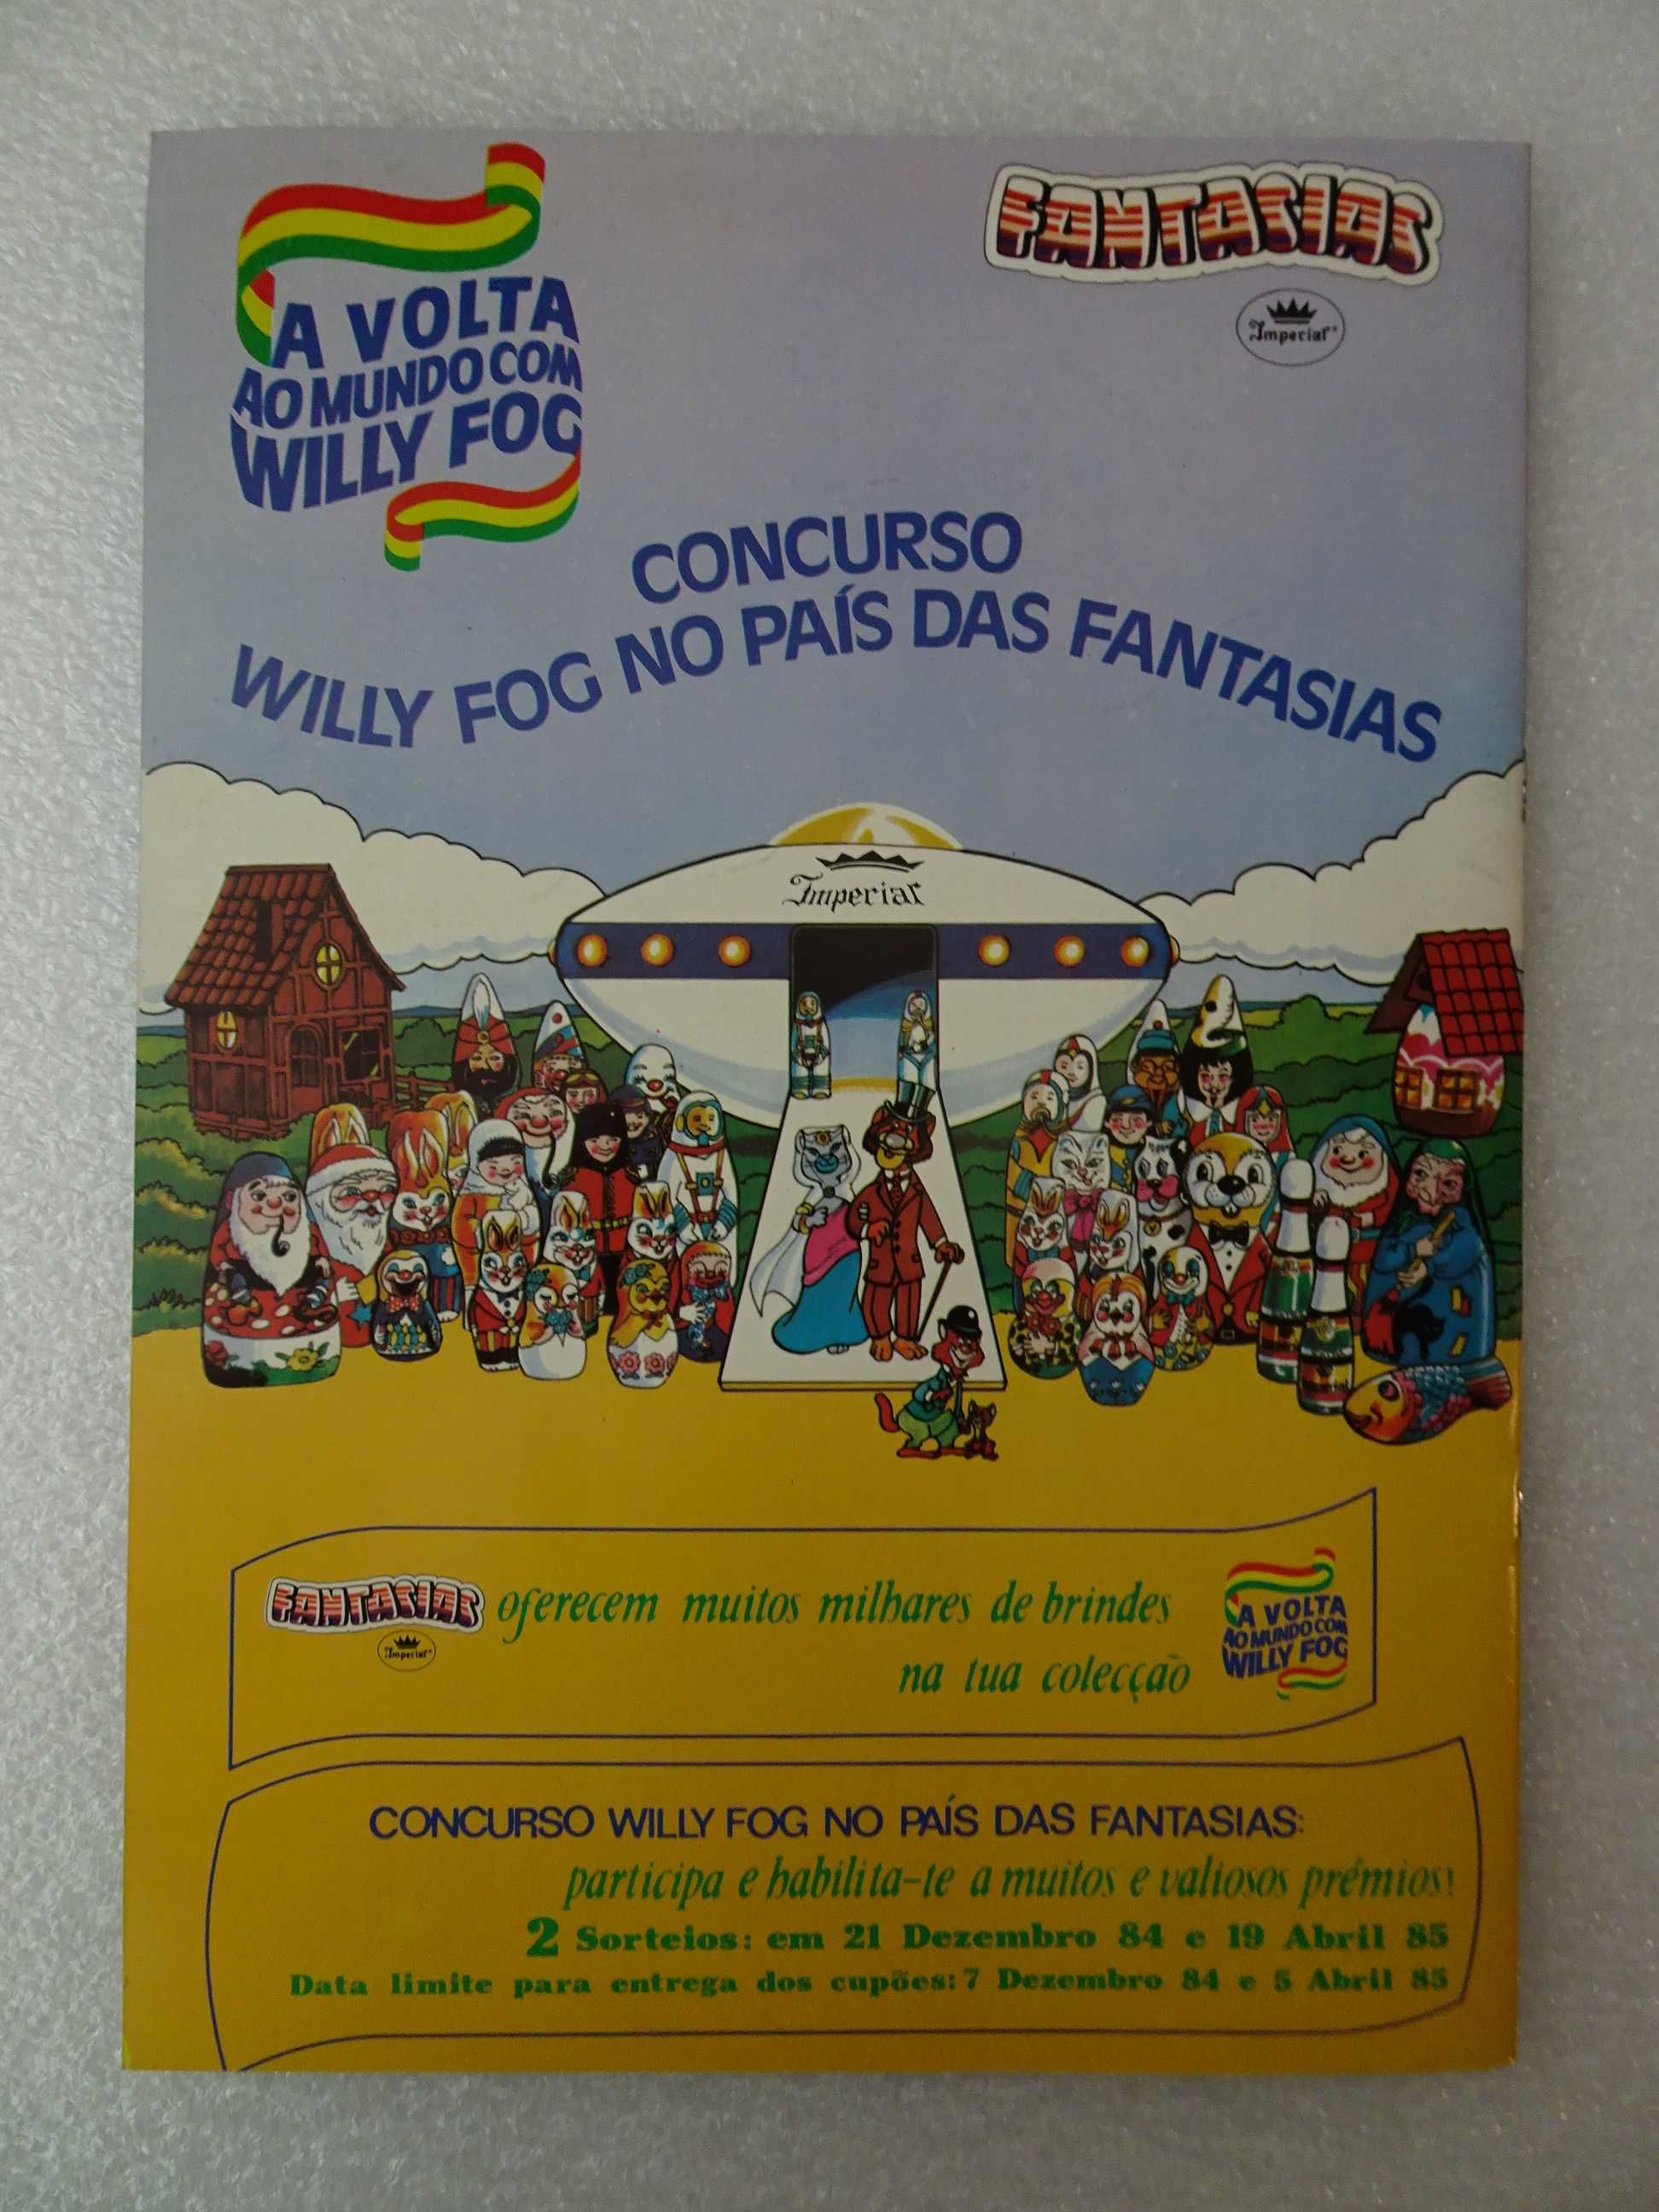 A VOLTA
AO MUNDO COM
WILLY FOG
FANTASIAS
Imperial
CONCURSO
WILLY FOG NO PAÍS DAS FANTASIAS
Imperial
FANTASIAS oferecem muitos milhares de brindes
Imperial
na tua colecção
A VOLTA
AO MUNDO COM
WILLY FOG
CONCURSO WILLY FOG NO PAÍS DAS FANTASIAS:
participa e habilita-te a muitos e valiosos prémios!
2 Sorteios: em 21 Dezembro 84 e 19 Abril 85
Data limite para entrega dos cupões: 7 Dezembro 84 e 5 Abril 85